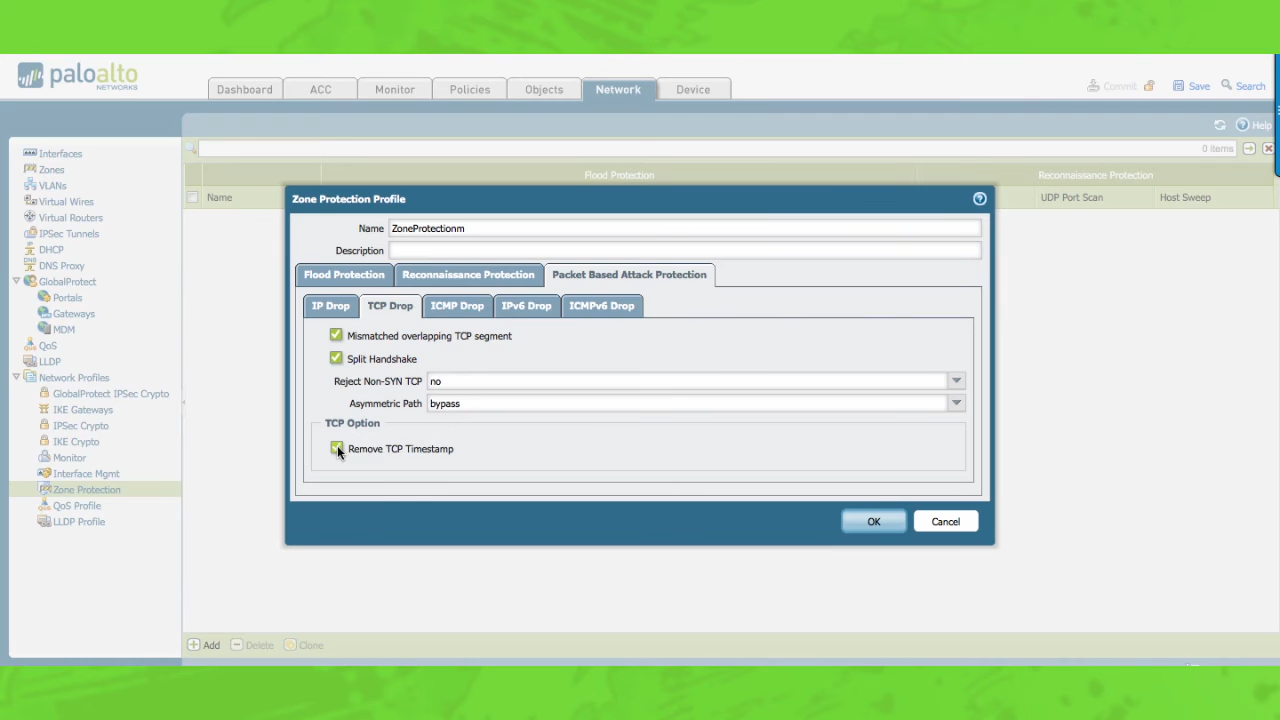 paloalto
NETWORKS
Dashboard ACC Monitor Policies Objects Network Device
Commit Save Search
Help
0 items
Interfaces
Zones
VLANs
Virtual Wires
Virtual Routers
IPSec Tunnels
DHCP
DNS Proxy
GlobalProtect
Portals
Gateways
MDM
QoS
LLDP
Network Profiles
GlobalProtect IPSec Crypto
IKE Gateways
IPSec Crypto
IKE Crypto
Monitor
Interface Mgmt
Zone Protection
QoS Profile
LLDP Profile
Flood Protection Reconnaissance Protection
Name UDP Port Scan Host Sweep
Zone Protection Profile
Name ZoneProtectionm
Description
Flood Protection Reconnaissance Protection Packet Based Attack Protection
IP Drop TCP Drop ICMP Drop IPv6 Drop ICMPv6 Drop
Mismatched overlapping TCP segment
Split Handshake
Reject Non-SYN TCP no
Asymmetric Path bypass
TCP Option
Remove TCP Timestamp
OK Cancel
Add Delete Clone